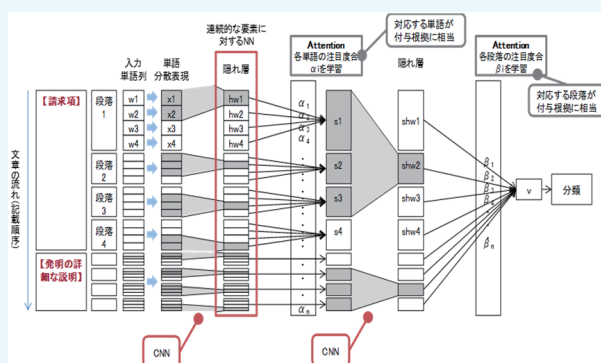 連続的な要素に
対するNN
Attention
各単語の注目度合
αiを学習
対応する単語が
付与根拠に相当
Attention
各段落の注目度合
βiを学習
対応する段落が
付与根拠に相当
入力
単語列
単語
分散表現
隠れ層
隠れ層
文章の流れ(記載順序)
【請求項】
段落
1
w1
w2
w3
w4
x1
x2
x3
x4
hw1
hw2
hw3
hw4
α1
α2
α3
α4
s1
s2
s3
s4
shw1
shw2
shw3
shw4
β1
β2
β3
β4
βn
v
分類
段落
2
段落
3
段落
4
【発明の詳
細な説明】
αn
CNN
CNN